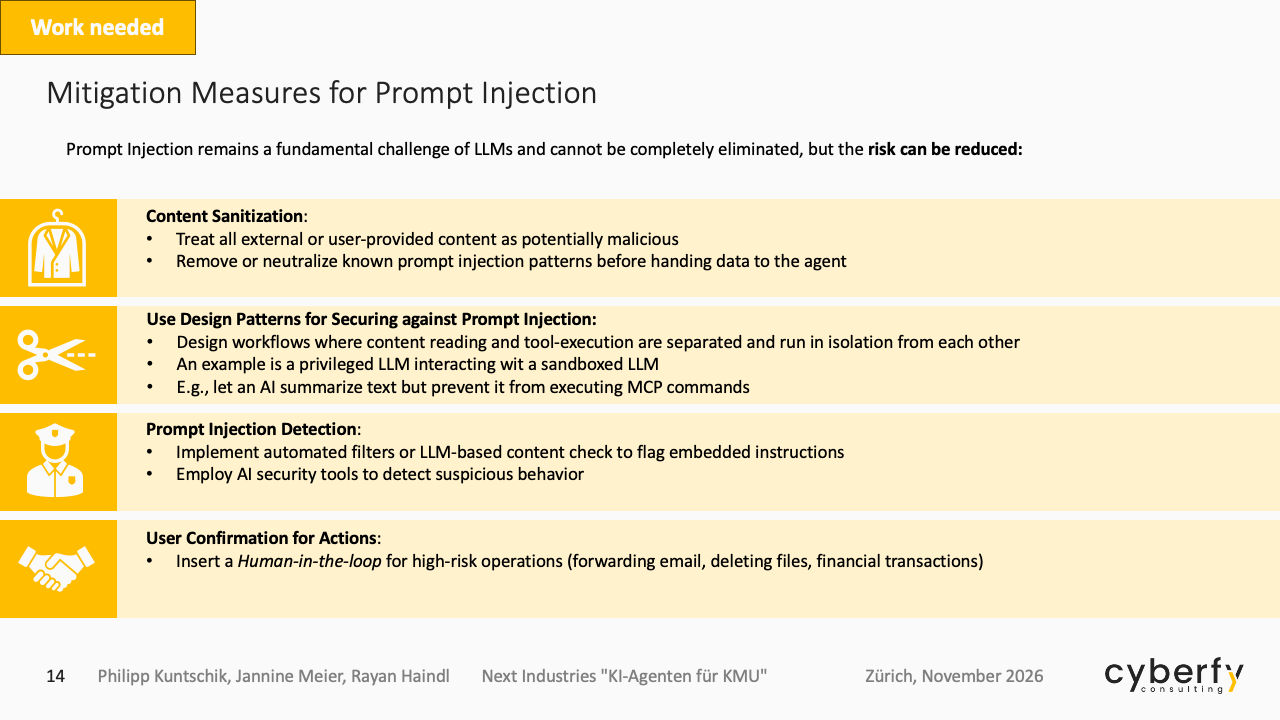 Work needed
Mitigation Measures for Prompt Injection
Prompt Injection remains a fundamental challenge of LLMs and cannot be completely eliminated, but the risk can be reduced:
Content Sanitization:
• Treat all external or user-provided content as potentially malicious
• Remove or neutralize known prompt injection patterns before handing data to the agent
Use Design Patterns for Securing against Prompt Injection:
• Design workflows where content reading and tool-execution are separated and run in isolation from each other
• An example is a privileged LLM interacting wit a sandboxed LLM
• E.g., let an AI summarize text but prevent it from executing MCP commands
Prompt Injection Detection:
• Implement automated filters or LLM-based content check to flag embedded instructions
• Employ AI security tools to detect suspicious behavior
User Confirmation for Actions:
• Insert a Human-in-the-loop for high-risk operations (forwarding email, deleting files, financial transactions)
14 Philipp Kuntschik, Jannine Meier, Rayan Haindl Next Industries "KI-Agenten für KMU" Zürich, November 2026
cyberfy
consulting